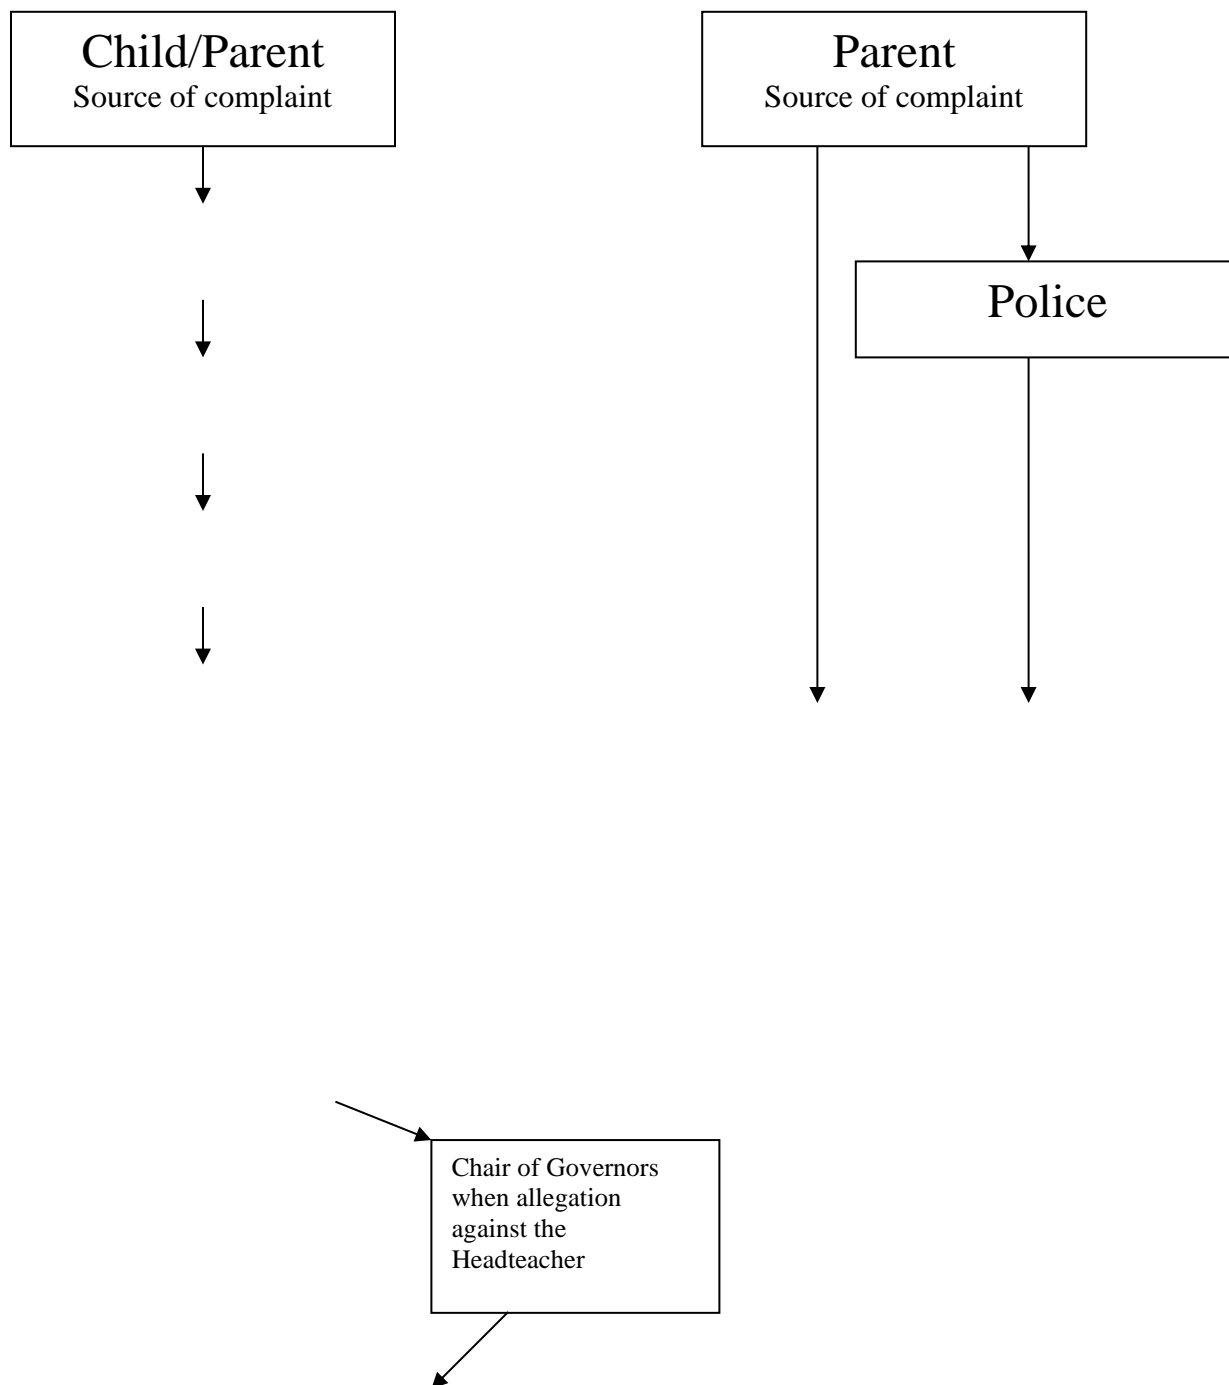 Child/Parent
Source of complaint
Parent
Source of complaint
Police
Chair of Governors
when allegation
against the
Headteacher